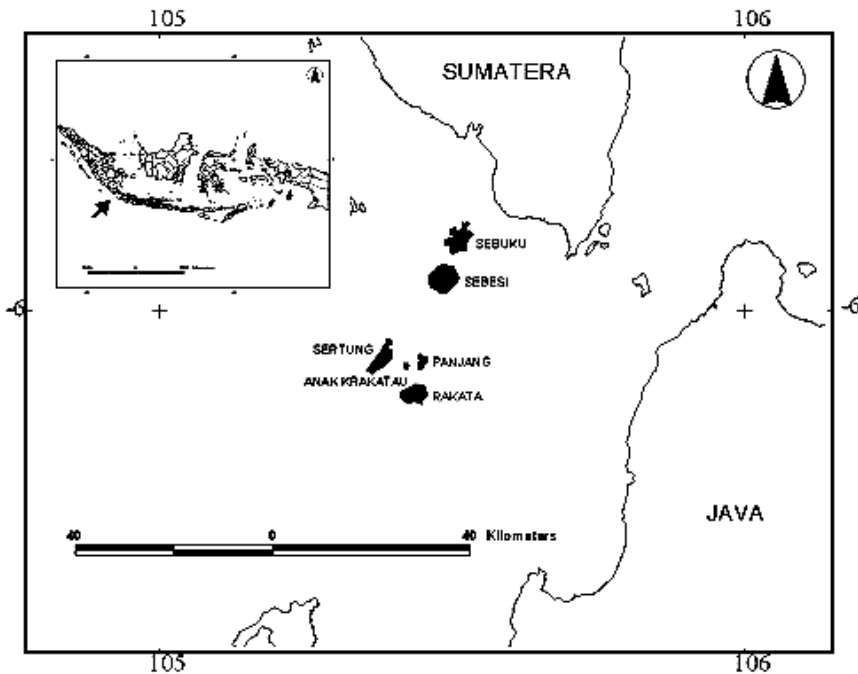 105 106
SUMATERA
SEBUKU
SEBESI
-6 -6
SERTUNG
PANJANG
ANAK KRAKATAU
RAKATA
JAVA
40 0 40 Kilometers
105 106